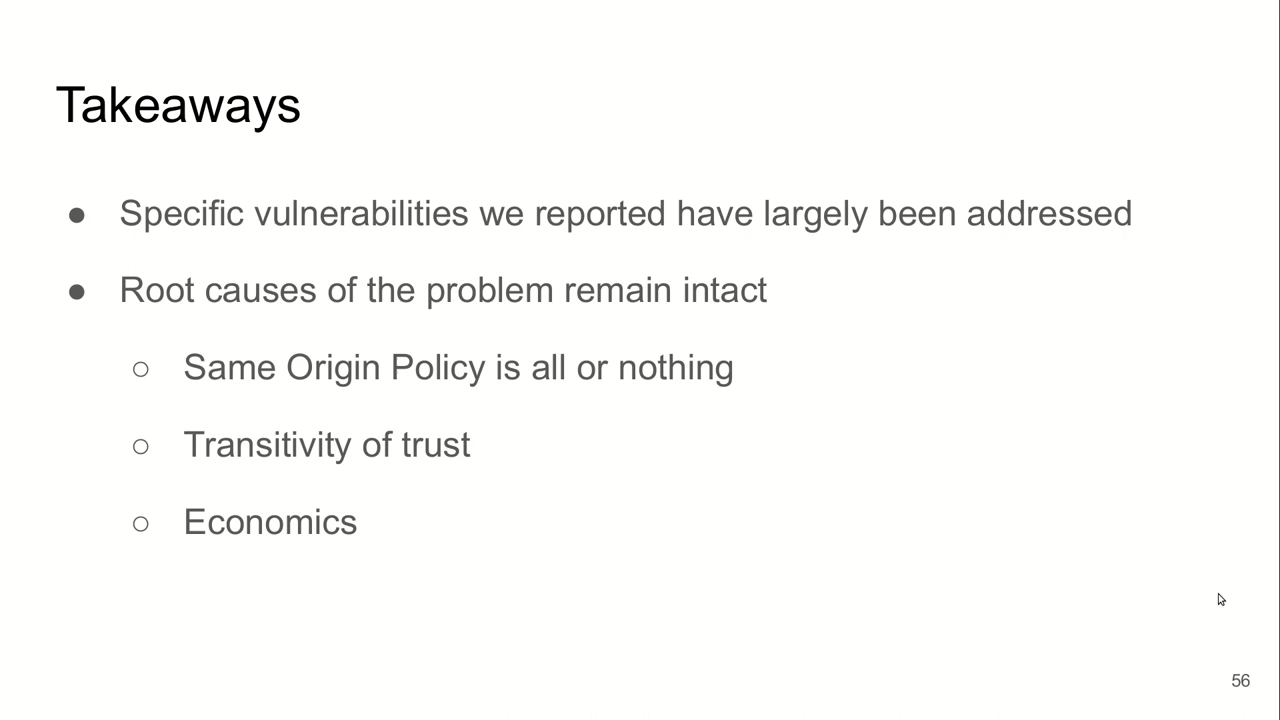 Takeaways
● Specific vulnerabilities we reported have largely been addressed
● Root causes of the problem remain intact
○ Same Origin Policy is all or nothing
○ Transitivity of trust
○ Economics
56